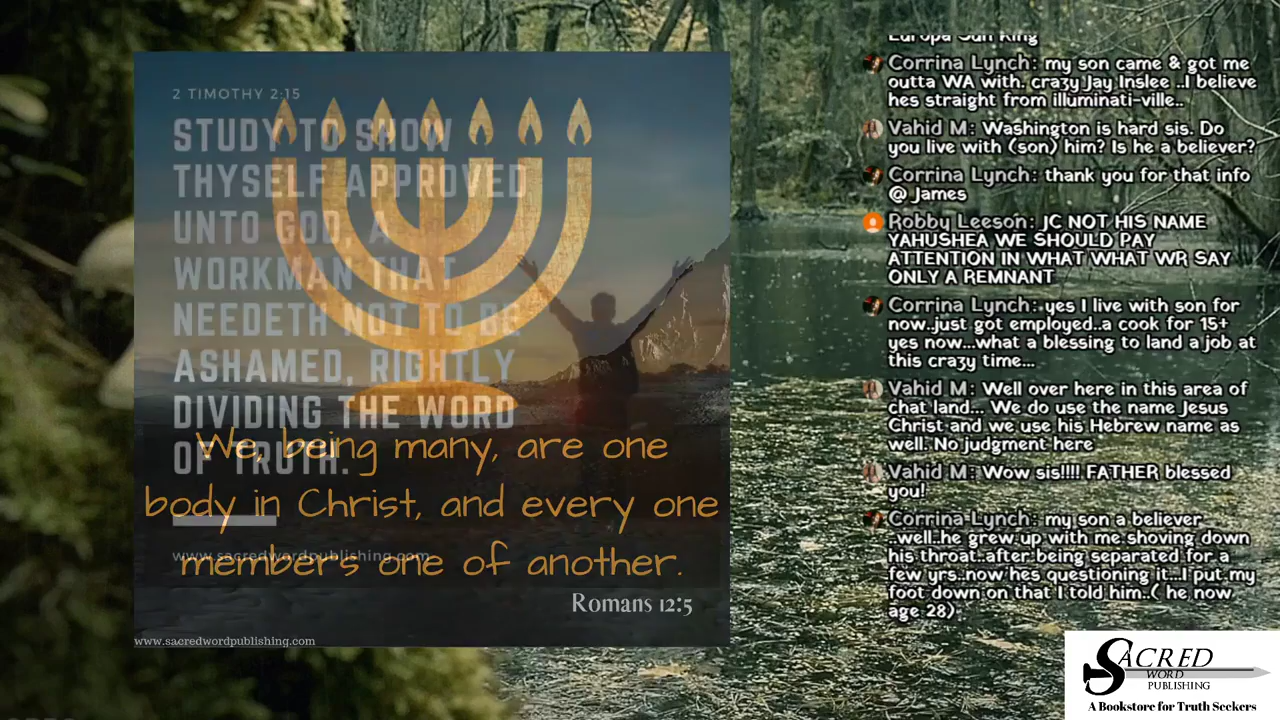 2 TIMOTHY 2:15
STUDY TO SHOW
THYSELF APPROVED
UNTO GOD, A
WORKMAN THAT
NEEDETH NOT TO BE
ASHAMED, RIGHTLY
DIVIDING THE WORD
OF TRUTH.
www.sacredwordpublishing.com
We, being many, are one
body in Christ, and every one
members one of another.
Romans 12:5
www.sacredwordpublishing.com
Europa Sun King
Corrina Lynch: my son came & got me
outta WA with. crazy Jay Inslee ..I believe
hes straight from illuminati-ville..
Vahid M: Washington is hard sis. Do
you live with (son) him? Is he a believer?
Corrina Lynch: thank you for that info
@ James
Robby Leeson: JC NOT HIS NAME
YAHUSHEA WE SHOULD PAY
ATTENTION IN WHAT WHAT WR SAY
ONLY A REMNANT
Corrina Lynch: yes I live with son for
now..just got employed..a cook for 15+
yes now...what a blessing to land a job at
this crazy time...
Vahid M: Well over here in this area of
chat land... We do use the name Jesus
Christ and we use his Hebrew name as
well. No judgment here
Vahid M: Wow sis!!!! FATHER blessed
you!
Corrina Lynch: my son a believer
..well..he grew up with me shoving down
his throat..after being separated for a
few yrs..now hes questioning it...I put my
foot down on that I told him..( he now
age 28)
SACRED
WORD
PUBLISHING
A Bookstore for Truth Seekers